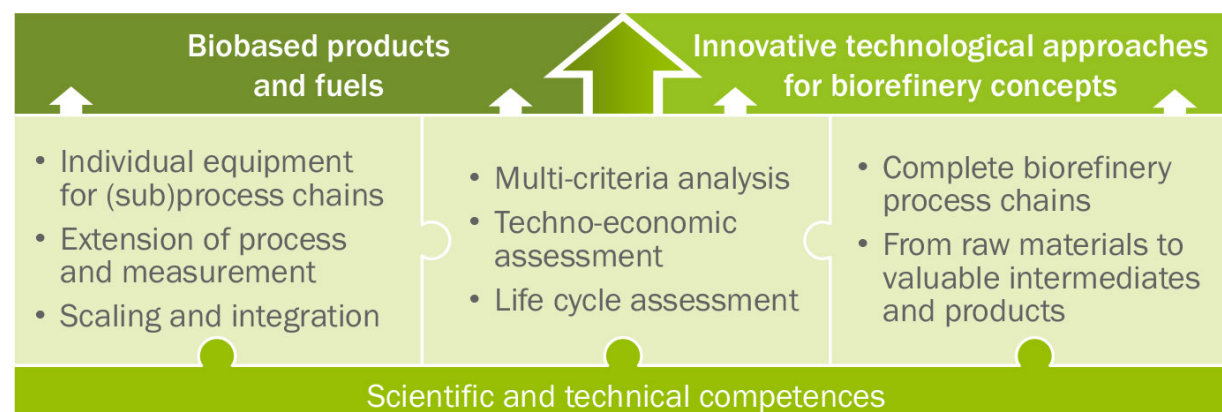 Biobased products
and fuels
Innovative technological approaches
for biorefinery concepts
• Individual equipment
for (sub)process chains
• Extension of process
and measurement
• Scaling and integration
• Multi-criteria analysis
• Techno-economic
assessment
• Life cycle assessment
• Complete biorefinery
process chains
• From raw materials to
valuable intermediates
and products
Scientific and technical competences